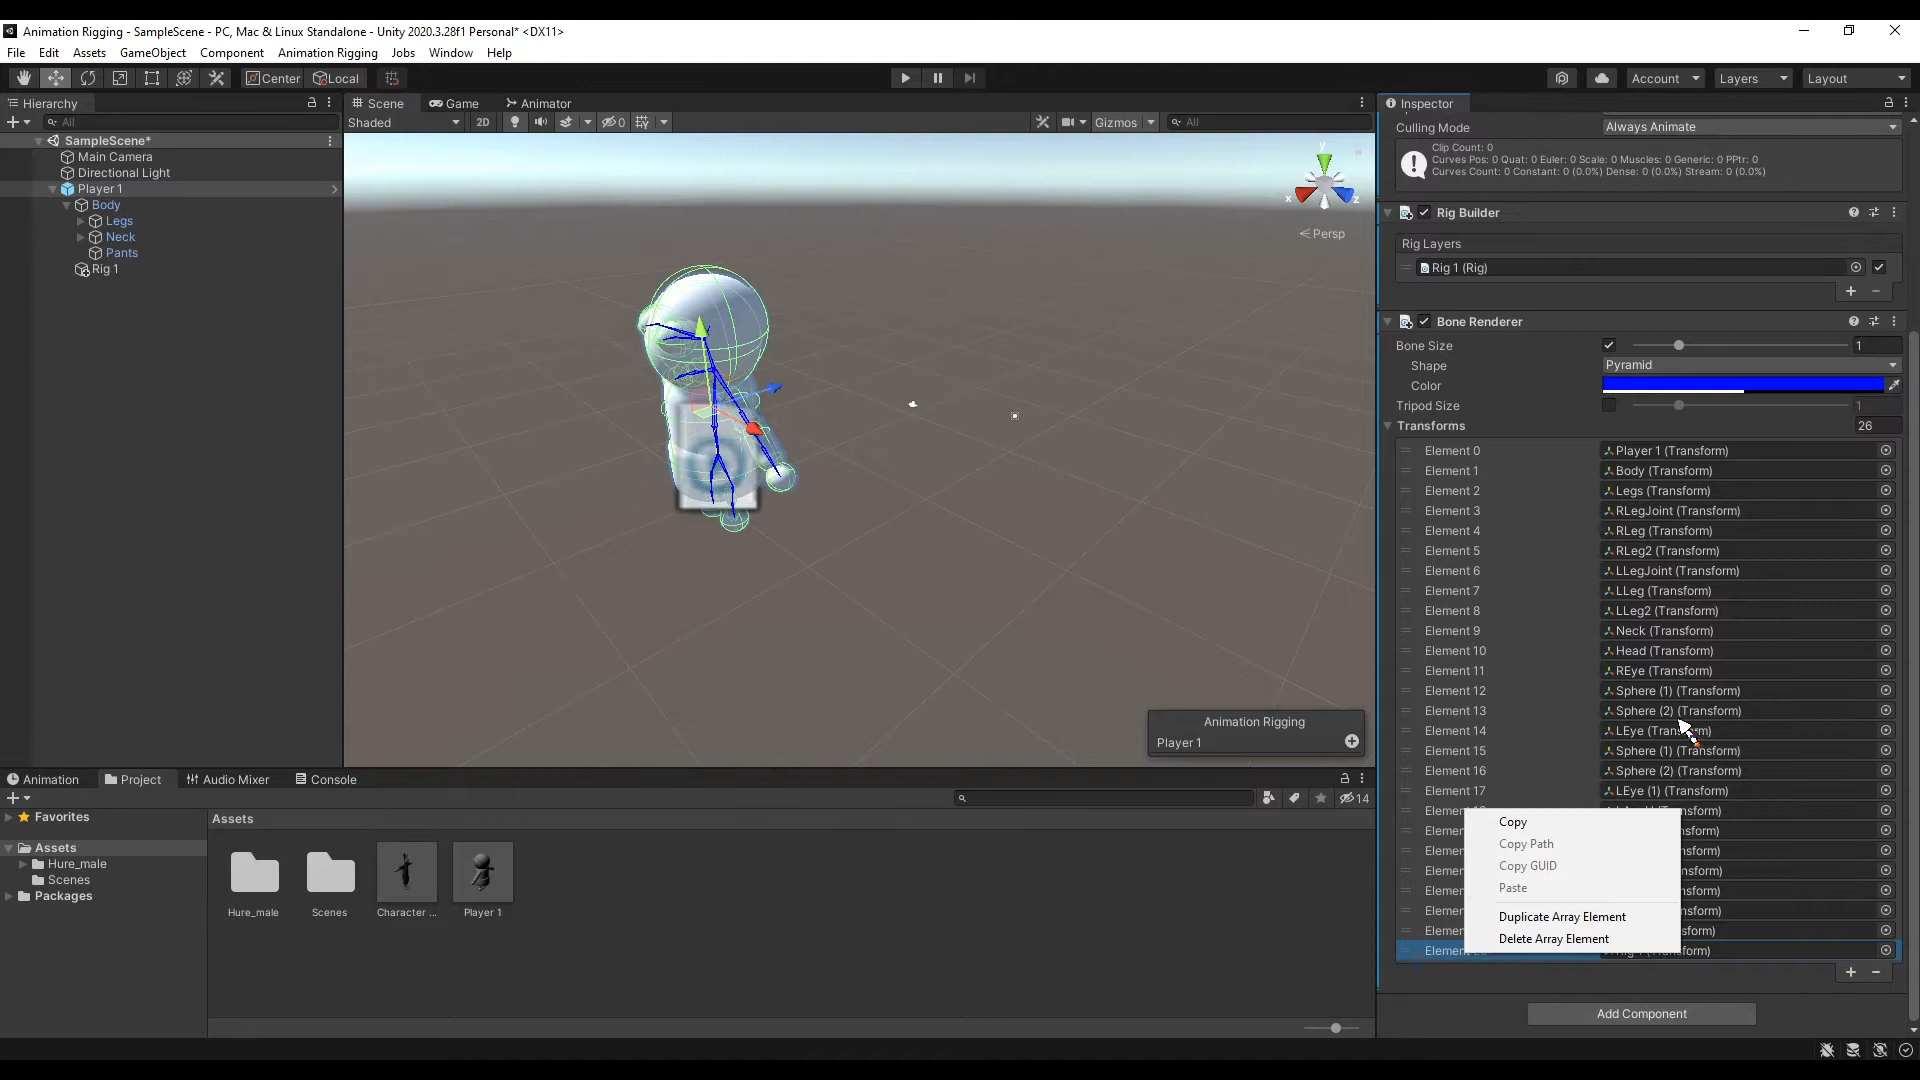 Animation Rigging - SampleScene - PC, Mac & Linux Standalone - Unity 2020.3.28f1 Personal* <DX11>
File Edit Assets GameObject Component Animation Rigging Jobs Window Help
Center Local Account Layers Layout
Hierarchy
All
SampleScene*
Main Camera
Directional Light
Player 1
Body
Legs
Neck
Pants
Rig 1
Scene Game Animator
Shaded 2D 0 Gizmos All
y
x z
Persp
Animation Rigging
Player 1
Inspector
Culling Mode Always Animate
Clip Count: 0
Curves Pos: 0 Quat: 0 Euler: 0 Scale: 0 Muscles: 0 Generic: 0 PPtr: 0
Curves Count: 0 Constant: 0 (0.0%) Dense: 0 (0.0%) Stream: 0 (0.0%)
Rig Builder
Rig Layers
Rig 1 (Rig)
Bone Renderer
Bone Size 1
Shape Pyramid
Color
Tripod Size 1
Transforms 26
Element 0 Player 1 (Transform)
Element 1 Body (Transform)
Element 2 Legs (Transform)
Element 3 RLegJoint (Transform)
Element 4 RLeg (Transform)
Element 5 RLeg2 (Transform)
Element 6 LLegJoint (Transform)
Element 7 LLeg (Transform)
Element 8 LLeg2 (Transform)
Element 9 Neck (Transform)
Element 10 Head (Transform)
Element 11 REye (Transform)
Element 12 Sphere (1) (Transform)
Element 13 Sphere (2) (Transform)
Element 14 LEye
Element 15 Sphere (1) (Transform)
Element 16 Sphere (2) (Transform)
Element 17 LEye (1) (Transform)
Copy
Copy Path
Copy GUID
Paste
Duplicate Array Element
Delete Array Element
Add Component
Animation Project Audio Mixer Console
14
Favorites
Assets
Hure_male
Scenes
Packages
Assets
Hure_male Scenes Character ... Player 1